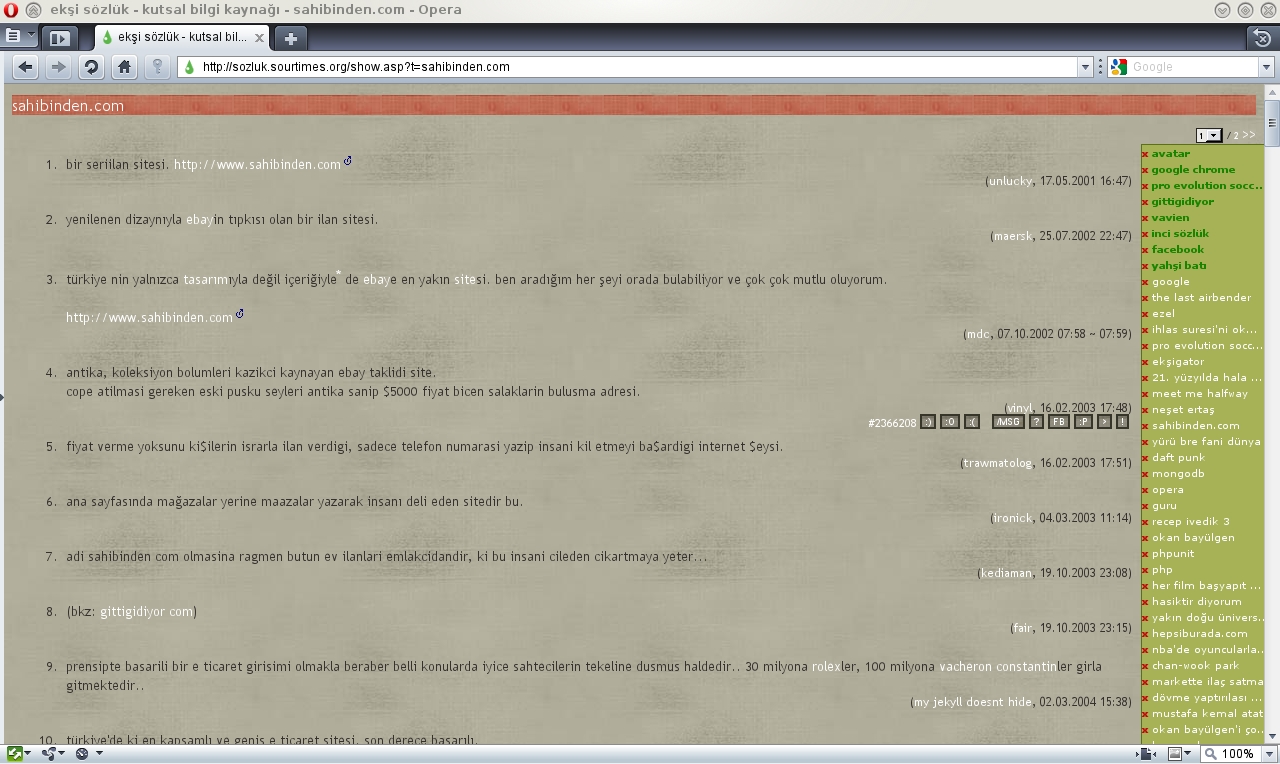 ekşi sözlük - kutsal bilgi kaynağı - sahibinden.com - Opera
ekşi sözlük - kutsal bil...
http://sozluk.sourtimes.org/show.asp?t=sahibinden.com
Google
sahibinden.com
1 / 2 >>
1. bir seriilan sitesi. http://www.sahibinden.com
(unlucky, 17.05.2001 16:47)
2. yenilenen dizaynıyla ebayin tıpkısı olan bir ilan sitesi.
(maersk, 25.07.2002 22:47)
3. türkiye nin yalnızca tasarımıyla değil içeriğiyle* de ebaye en yakın sitesi. ben aradığım her şeyi orada bulabiliyor ve çok çok mutlu oluyorum.
http://www.sahibinden.com
(mdc, 07.10.2002 07:58 ~ 07:59)
4. antika, koleksiyon bolumleri kazikci kaynayan ebay taklidi site.
cope atilmasi gereken eski pusku seyleri antika sanip $5000 fiyat bicen salaklarin bulusma adresi.
(vinyl, 16.02.2003 17:48)
#2366208 :) :O :( /MSG ? FB :P > !
5. fiyat verme yoksunu ki$ilerin israrla ilan verdigi, sadece telefon numarasi yazip insani kil etmeyi ba$ardigi internet $eysi.
(trawmatolog, 16.02.2003 17:51)
6. ana sayfasında mağazalar yerine maazalar yazarak insanı deli eden sitedir bu.
(ironick, 04.03.2003 11:14)
7. adi sahibinden com olmasina ragmen butun ev ilanlari emlakcidandir, ki bu insani cileden cikartmaya yeter...
(kediaman, 19.10.2003 23:08)
8. (bkz: gittigidiyor com)
(fair, 19.10.2003 23:15)
9. prensipte basarili bir e ticaret girisimi olmakla beraber belli konularda iyice sahtecilerin tekeline dusmus haldedir.. 30 milyona rolexler, 100 milyona vacheron constantinler girla
gitmektedir..
(my jekyll doesnt hide, 02.03.2004 15:38)
10. türkiye'de ki en kapsamlı ve geniş e ticaret sitesi. son derece başarılı.
x avatar
x google chrome
x pro evolution socc..
x gittigidiyor
x vavien
x inci sözlük
x facebook
x yahşi batı
x google
x the last airbender
x ezel
x ihlas suresi'ni ok...
x pro evolution socc...
x ekşigator
x 21. yüzyılda hala ...
x meet me halfway
x neşet ertaş
x sahibinden.com
x yürü bre fani dünya
x daft punk
x mongodb
x opera
x guru
x recep ivedik 3
x okan bayülgen
x phpunit
x php
x her film başyapıt ...
x hasiktir diyorum
x yakın doğu ünivers..
x hepsiburada.com
x nba'de oyuncularla..
x chan-wook park
x markette ilaç satma
x dövme yaptırılası ...
x mustafa kemal atat
x okan bayülgen'i ço..
100%